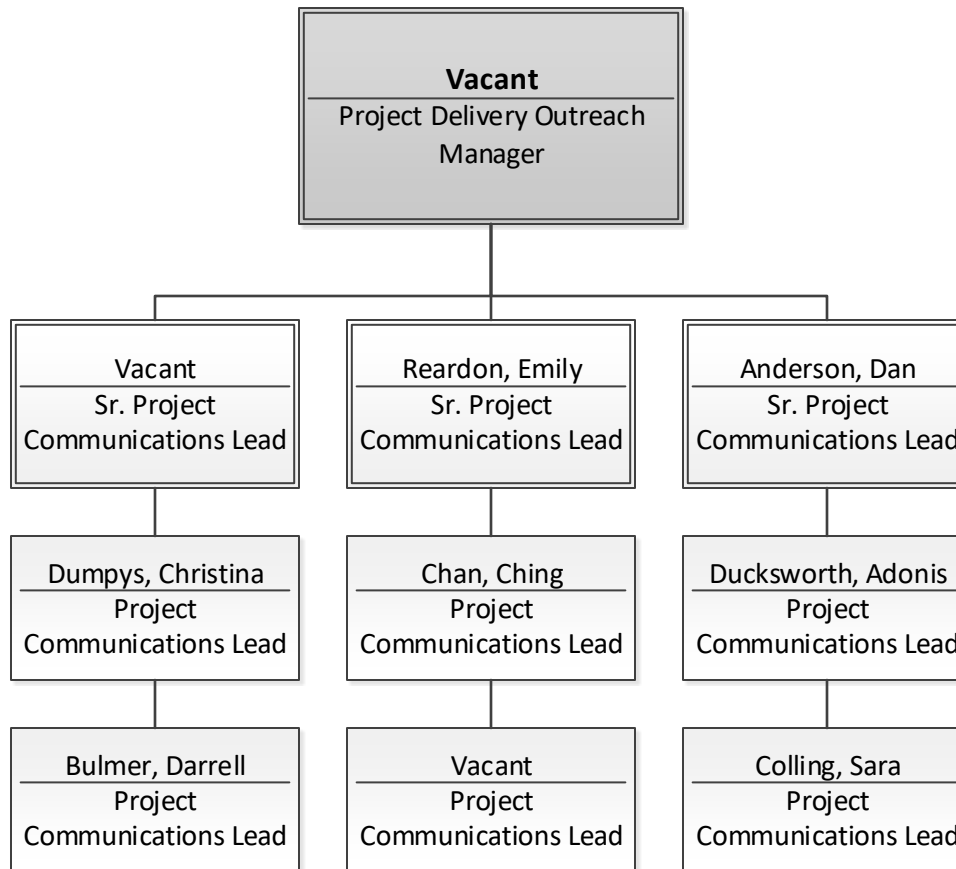 Vacant
Project Delivery Outreach
Manager
Vacant
Sr. Project
Communications Lead
Reardon, Emily
Sr. Project
Communications Lead
Anderson, Dan
Sr. Project
Communications Lead
Dumpys, Christina
Project
Communications Lead
Chan, Ching
Project
Communications Lead
Ducksworth, Adonis
Project
Communications Lead
Bulmer, Darrell
Project
Communications Lead
Vacant
Project
Communications Lead
Colling, Sara
Project
Communications Lead